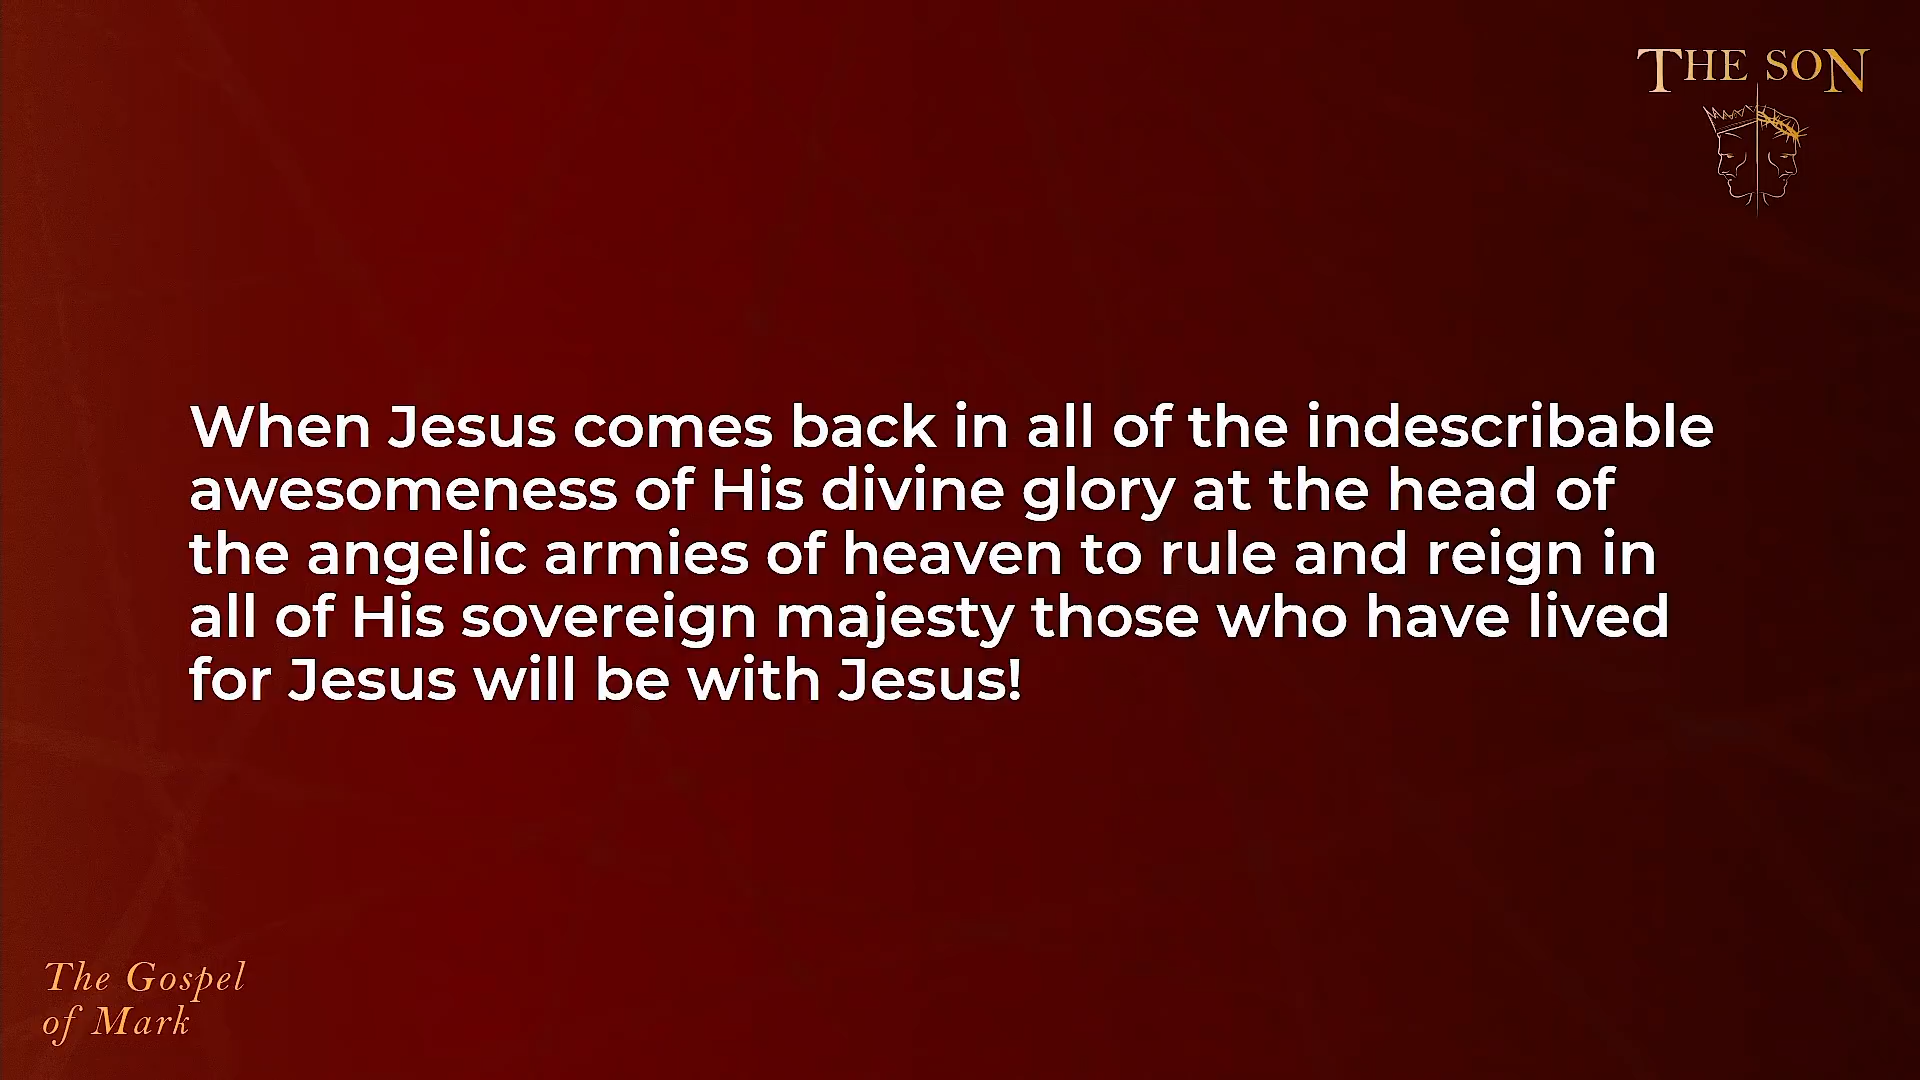 THE SON
When Jesus comes back in all of the indescribable
awesomeness of His divine glory at the head of
the angelic armies of heaven to rule and reign in
all of His sovereign majesty those who have lived
for Jesus will be with Jesus!
The Gospel
of Mark